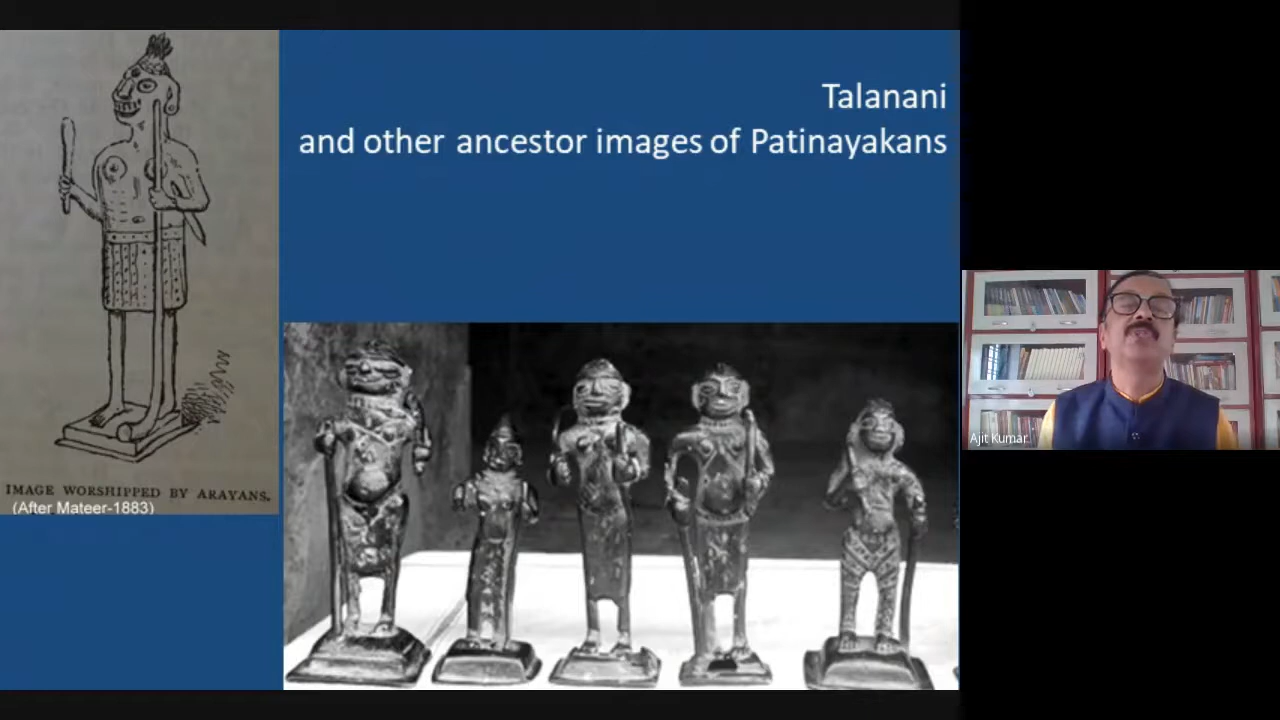 Talanani
and other ancestor images of Patinayakans
IMAGE WORSHIPPED BY ARAYANS.
(After Mateer-1883)
Ajit Kumar